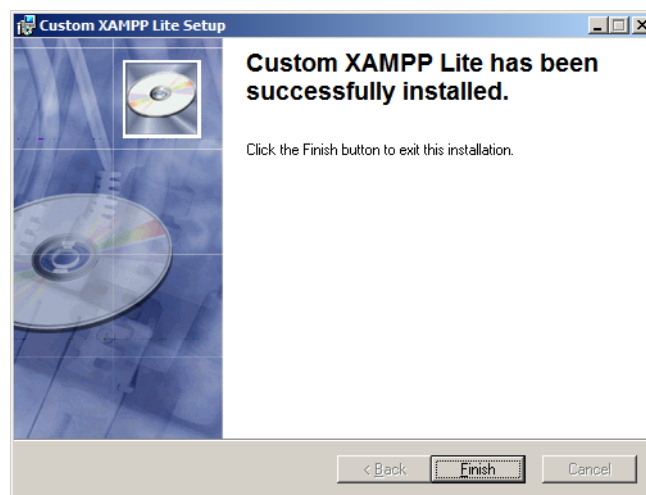 Custom XAMPP Lite Setup
Custom XAMPP Lite has been
successfully installed.
Click the Finish button to exit this installation.
< Back
Finish
Cancel